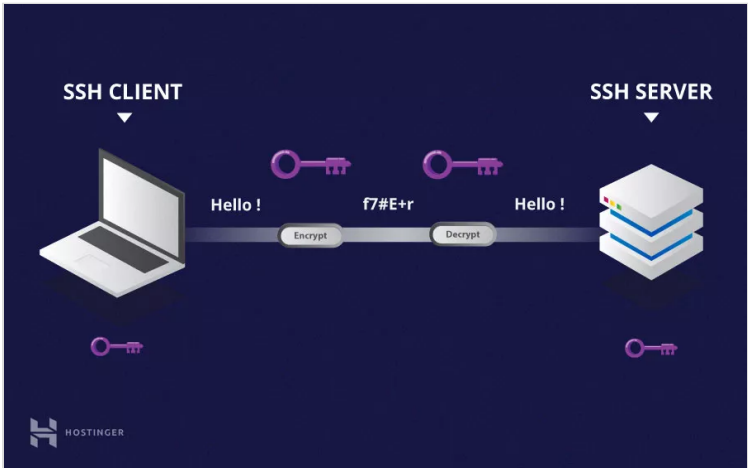 SSH CLIENT
SSH SERVER
Hello !
f7#E+r
Hello !
Encrypt
Decrypt
HOSTINGER